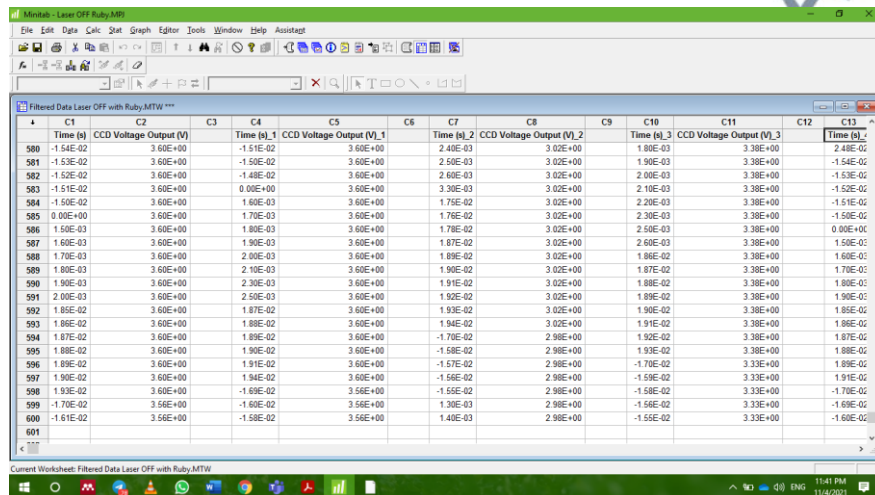 Minitab - Laser OFF Ruby.MPJ
File Edit Data Calc Stat Graph Editor Tools Window Help Assistant
Filtered Data Laser OFF with Ruby.MTW ***
C1 C2 C3 C4 C5 C6 C7 C8 C9 C10 C11 C12 C13
Time (s) CCD Voltage Output (V) Time (s)_1 CCD Voltage Output (V)_1 Time (s)_2 CCD Voltage Output (V)_2 Time (s)_3 CCD Voltage Output (V)_3 Time (s)_4
580 -1.54E-02 3.60E+00 -1.51E-02 3.60E+00 2.40E-03 3.02E+00 1.80E-03 3.38E+00 2.48E-02
581 -1.53E-02 3.60E+00 -1.50E-02 3.60E+00 2.50E-03 3.02E+00 1.90E-03 3.38E+00 -1.54E-02
582 -1.52E-02 3.60E+00 -1.48E-02 3.60E+00 2.60E-03 3.02E+00 2.00E-03 3.38E+00 -1.53E-02
583 -1.51E-02 3.60E+00 0.00E+00 3.60E+00 3.30E-03 3.02E+00 2.10E-03 3.38E+00 -1.52E-02
584 -1.50E-02 3.60E+00 1.60E-03 3.60E+00 1.75E-02 3.02E+00 2.20E-03 3.38E+00 -1.51E-02
585 0.00E+00 3.60E+00 1.70E-03 3.60E+00 1.76E-02 3.02E+00 2.30E-03 3.38E+00 -1.50E-02
586 1.50E-03 3.60E+00 1.80E-03 3.60E+00 1.78E-02 3.02E+00 2.50E-03 3.38E+00 0.00E+00
587 1.60E-03 3.60E+00 1.90E-03 3.60E+00 1.87E-02 3.02E+00 2.60E-03 3.38E+00 1.50E-03
588 1.70E-03 3.60E+00 2.00E-03 3.60E+00 1.89E-02 3.02E+00 1.86E-02 3.38E+00 1.60E-03
589 1.80E-03 3.60E+00 2.10E-03 3.60E+00 1.90E-02 3.02E+00 1.87E-02 3.38E+00 1.70E-03
590 1.90E-03 3.60E+00 2.30E-03 3.60E+00 1.91E-02 3.02E+00 1.88E-02 3.38E+00 1.80E-03
591 2.00E-03 3.60E+00 2.50E-03 3.60E+00 1.92E-02 3.02E+00 1.89E-02 3.38E+00 1.90E-03
592 1.85E-02 3.60E+00 1.87E-02 3.60E+00 1.93E-02 3.02E+00 1.90E-02 3.38E+00 1.85E-02
593 1.86E-02 3.60E+00 1.88E-02 3.60E+00 1.94E-02 3.02E+00 1.91E-02 3.38E+00 1.86E-02
594 1.87E-02 3.60E+00 1.89E-02 3.60E+00 -1.70E-02 2.98E+00 1.92E-02 3.38E+00 1.87E-02
595 1.88E-02 3.60E+00 1.90E-02 3.60E+00 -1.58E-02 2.98E+00 1.93E-02 3.38E+00 1.88E-02
596 1.89E-02 3.60E+00 1.91E-02 3.60E+00 -1.57E-02 2.98E+00 -1.70E-02 3.33E+00 1.89E-02
597 1.90E-02 3.60E+00 1.94E-02 3.60E+00 -1.56E-02 2.98E+00 -1.59E-02 3.33E+00 1.91E-02
598 1.93E-02 3.60E+00 -1.69E-02 3.56E+00 -1.55E-02 2.98E+00 -1.58E-02 3.33E+00 -1.70E-02
599 -1.70E-02 3.56E+00 -1.60E-02 3.56E+00 1.30E-03 2.98E+00 -1.56E-02 3.33E+00 -1.69E-02
600 -1.61E-02 3.56E+00 -1.58E-02 3.56E+00 1.40E-03 2.98E+00 -1.55E-02 3.33E+00 -1.60E-02
601
Current Worksheet: Filtered Data Laser OFF with Ruby.MTW
ENG 11:41 PM
11/4/2021